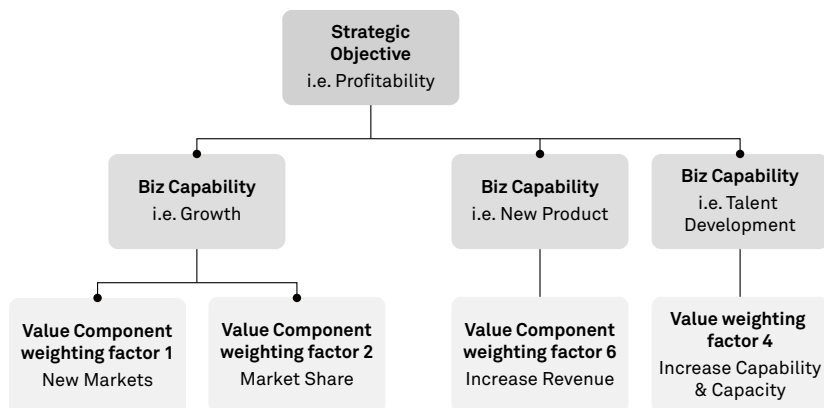 Strategic
Objective
i.e. Profitability
Biz Capability
i.e. Growth
Biz Capability
i.e. New Product
Biz Capability
i.e. Talent
Development
Value Component
weighting factor 1
New Markets
Value Component
weighting factor 2
Market Share
Value Component
weighting factor 6
Increase Revenue
Value weighting
factor 4
Increase Capability
& Capacity